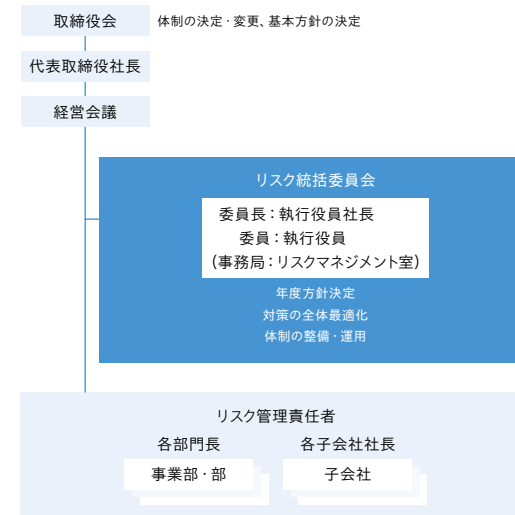 取締役会 体制の決定・変更、基本方針の決定
代表取締役社長
経営会議
リスク統括委員会
委員長：執行役員社長
委員：執行役員
（事務局：リスクマネジメント室）
年度方針決定
対策の全体最適化
体制の整備・運用
リスク管理責任者
各部門長 各子会社社長
事業部・部 子会社